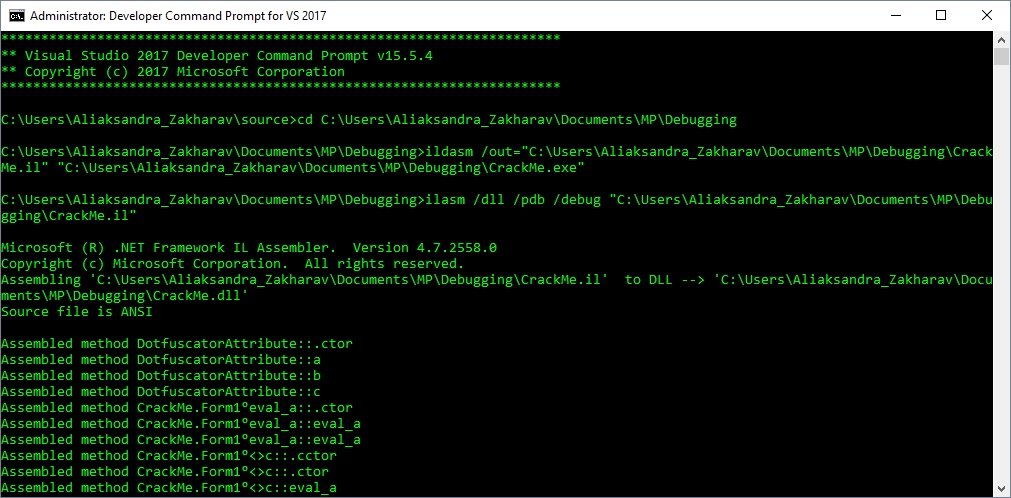 Administrator: Developer Command Prompt for VS 2017
**********************************************************************
** Visual Studio 2017 Developer Command Prompt v15.5.4
** Copyright (c) 2017 Microsoft Corporation
**********************************************************************
C:\Users\Aliaksandra_Zakharav\source>cd C:\Users\Aliaksandra_Zakharav\Documents\MP\Debugging
C:\Users\Aliaksandra_Zakharav\Documents\MP\Debugging>ildasm /out="C:\Users\Aliaksandra_Zakharav\Documents\MP\Debugging\Crack
Me.il" "C:\Users\Aliaksandra_Zakharav\Documents\MP\Debugging\CrackMe.exe"
C:\Users\Aliaksandra_Zakharav\Documents\MP\Debugging>ilasm /dll /pdb /debug "C:\Users\Aliaksandra_Zakharav\Documents\MP\Debu
gging\CrackMe.il"
Microsoft (R) .NET Framework IL Assembler.  Version 4.7.2558.0
Copyright (c) Microsoft Corporation.  All rights reserved.
Assembling 'C:\Users\Aliaksandra_Zakharav\Documents\MP\Debugging\CrackMe.il'  to DLL --> 'C:\Users\Aliaksandra_Zakharav\Docu
ments\MP\Debugging\CrackMe.dll'
Source file is ANSI
Assembled method DotfuscatorAttribute::.ctor
Assembled method DotfuscatorAttribute::a
Assembled method DotfuscatorAttribute::b
Assembled method DotfuscatorAttribute::c
Assembled method CrackMe.Form1°eval_a::.ctor
Assembled method CrackMe.Form1°eval_a::eval_a
Assembled method CrackMe.Form1°eval_a::eval_a
Assembled method CrackMe.Form1°<>c::.cctor
Assembled method CrackMe.Form1°<>c::.ctor
Assembled method CrackMe.Form1°<>c::eval_a